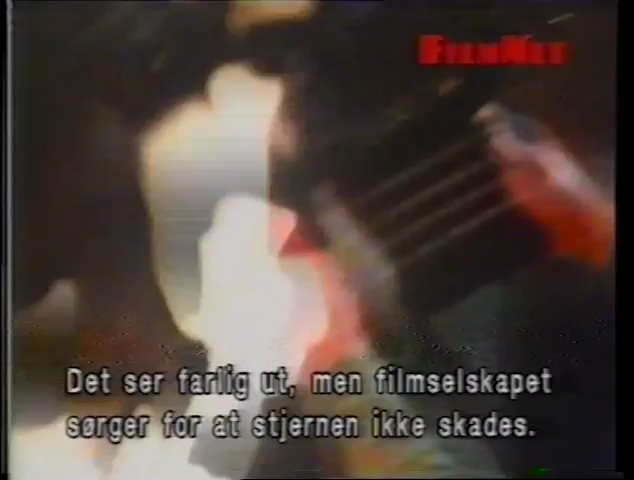 FILMNET
Det ser farlig ut, men filmselskapet
sørger for at stjernen ikke skades.